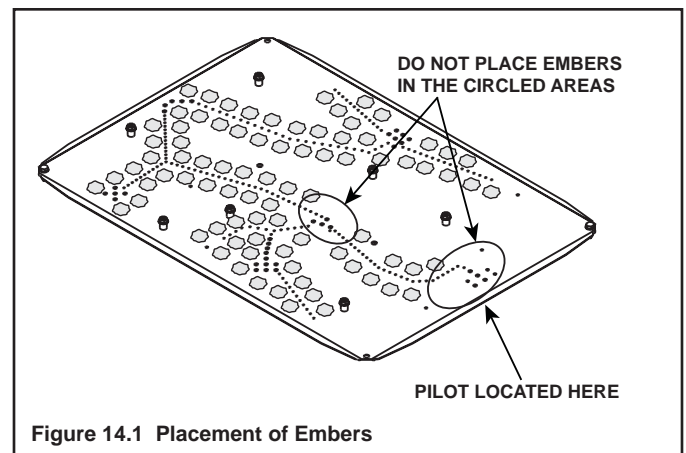 DO NOT PLACE EMBERS
IN THE CIRCLED AREAS
PILOT LOCATED HERE
Figure 14.1 Placement of Embers